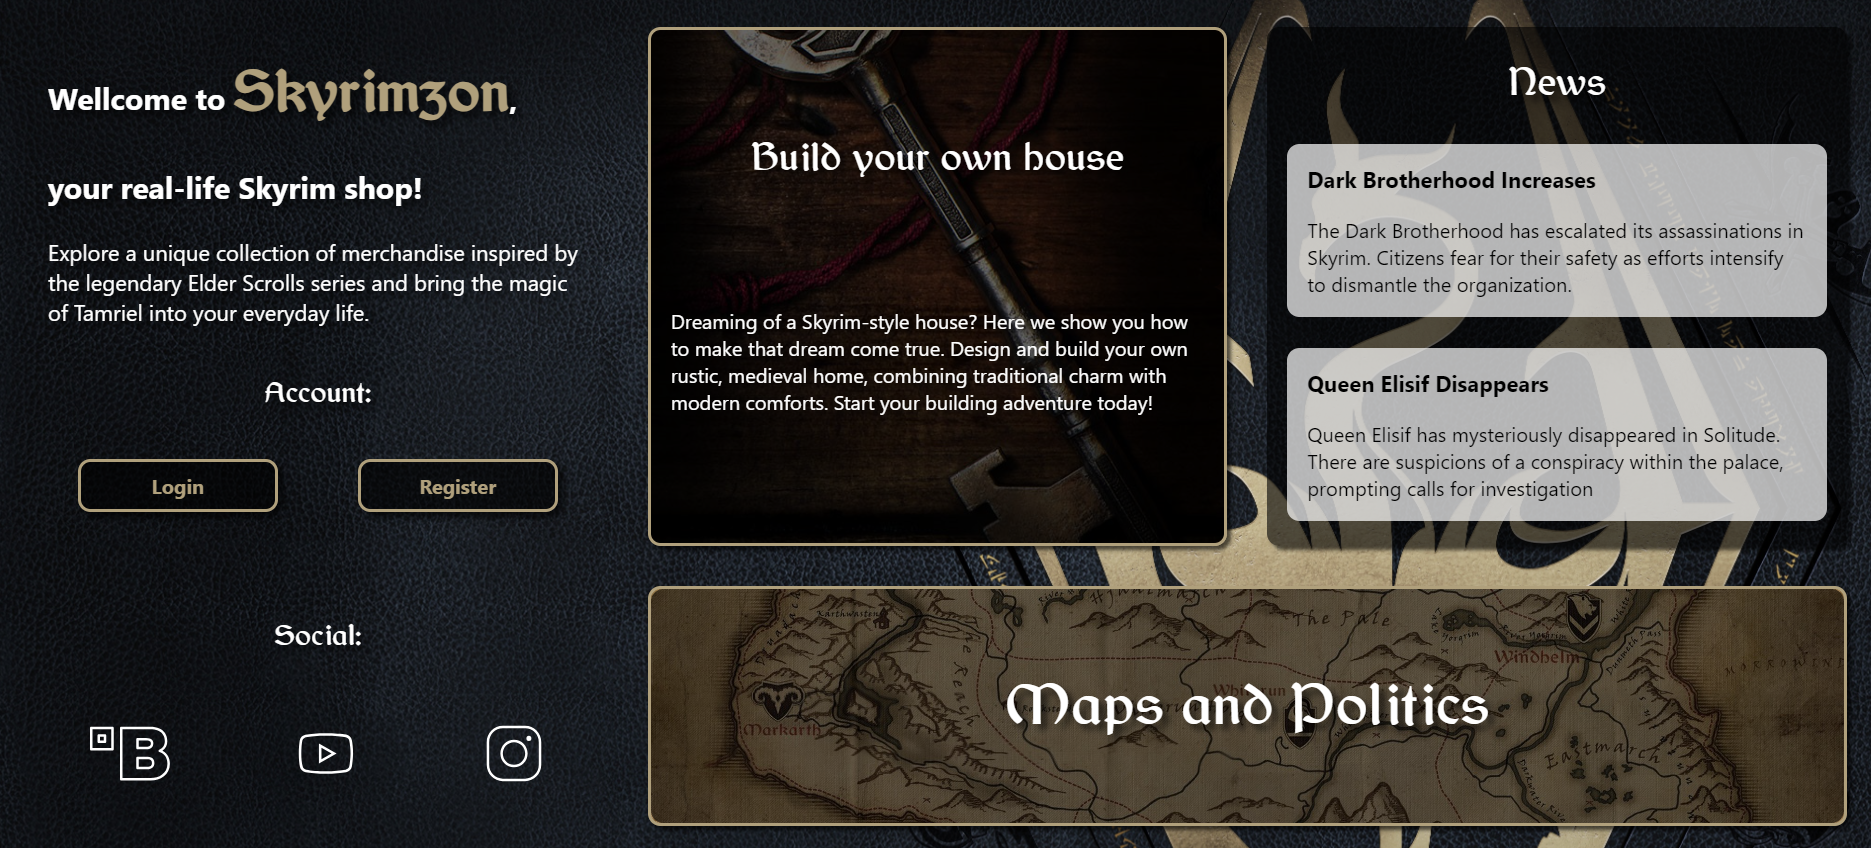 Wellcome to Skyrimzon,
your real-life Skyrim shop!
Explore a unique collection of merchandise inspired by
the legendary Elder Scrolls series and bring the magic
of Tamriel into your everyday life.
Account:
Login
Register
Social:
B
Build your own house
Dreaming of a Skyrim-style house? Here we show you how
to make that dream come true. Design and build your own
rustic, medieval home, combining traditional charm with
modern comforts. Start your building adventure today!
News
Dark Brotherhood Increases
The Dark Brotherhood has escalated its assassinations in
Skyrim. Citizens fear for their safety as efforts intensify
to dismantle the organization.
Queen Elisif Disappears
Queen Elisif has mysteriously disappeared in Solitude.
There are suspicions of a conspiracy within the palace,
prompting calls for investigation
Maps and Politics
Karthwasten
Hjaalmarch
The Pale
Windhelm
Dunmeth Pass
The Reach
Whiterun
Markarth
Eastmarch